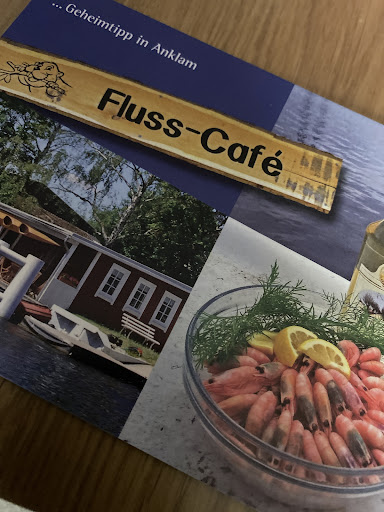 ... Geheimtipp in Anklam
Fluss-Café